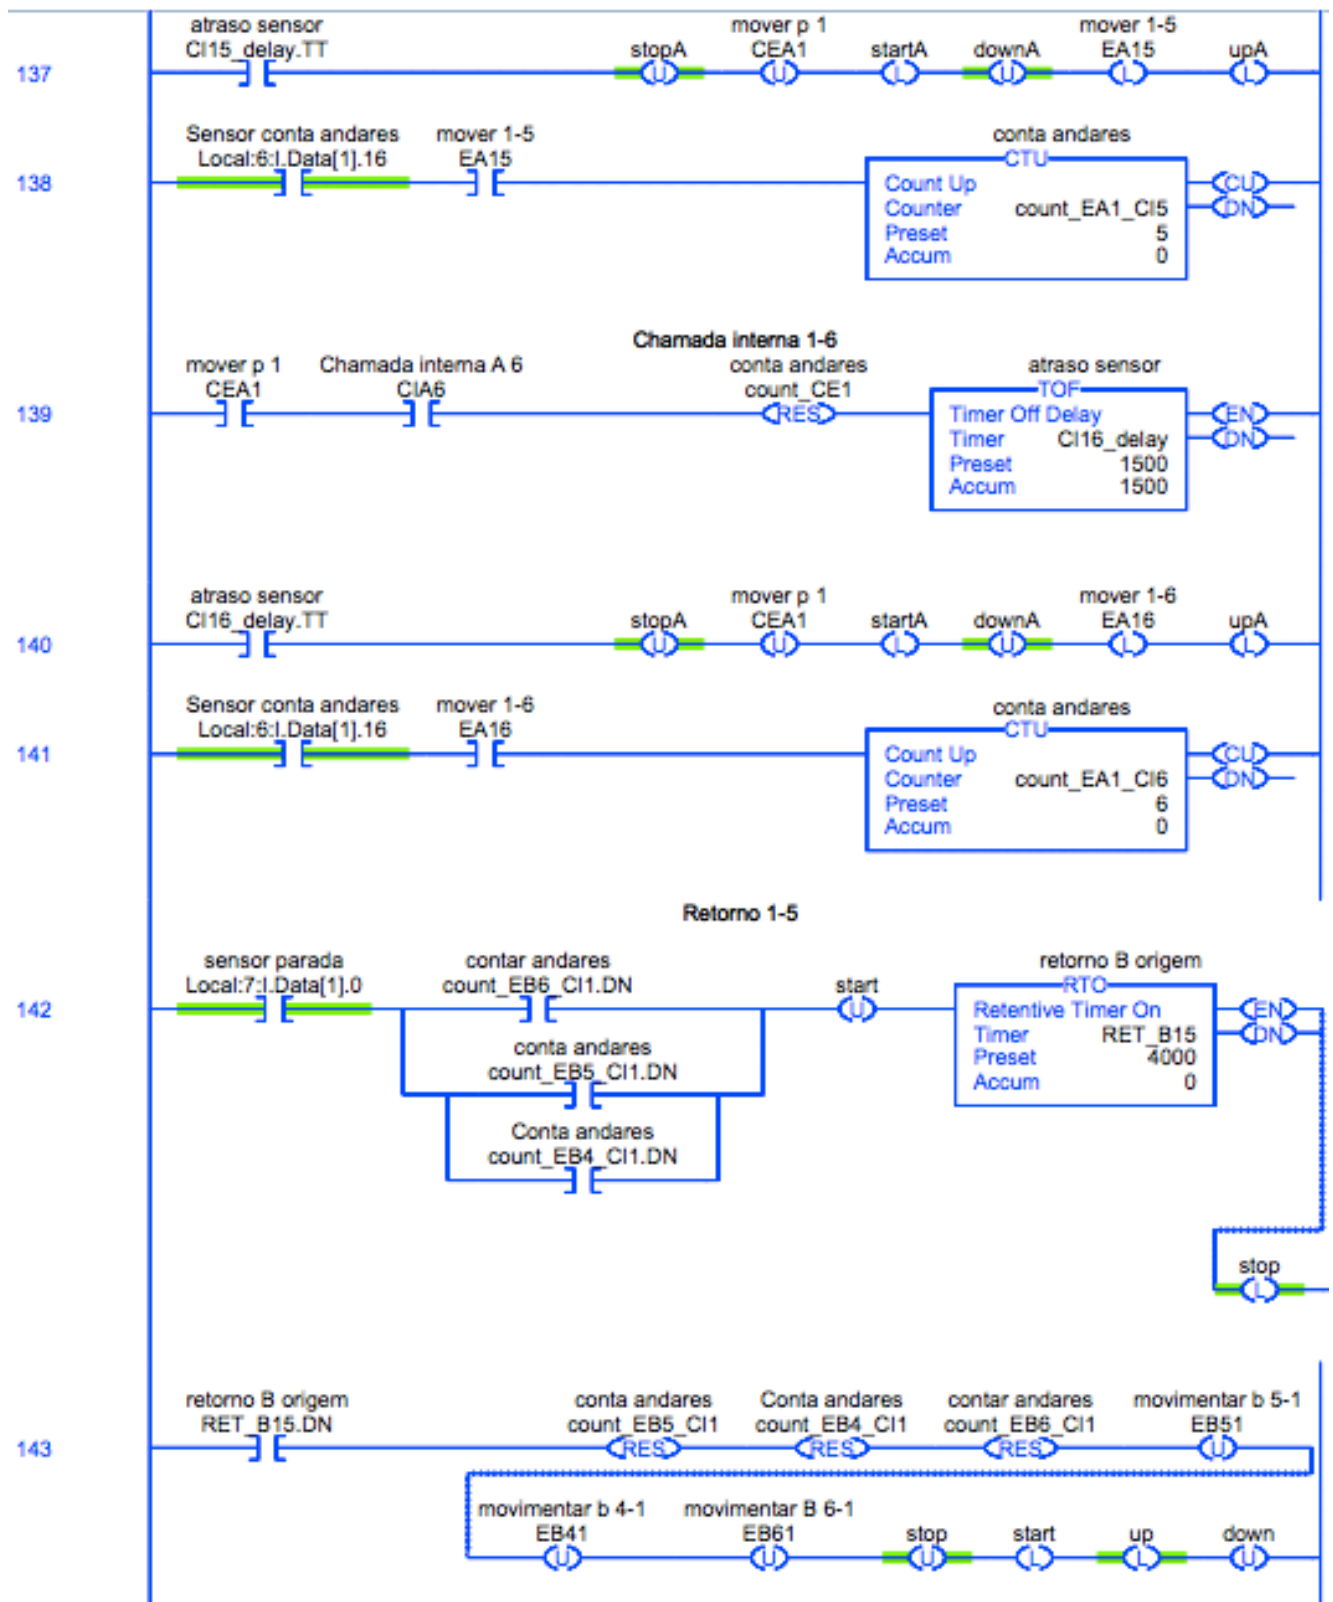 atraso sensor mover p 1 mover 1-5
CI15_delay.TT stopA CEA1 startA downA EA15 upA
137 U U L U L L
Sensor conta andares mover 1-5 conta andares
Local:6:I.Data[1].16 EA15 CTU
138 Count Up CU
Counter count_EA1_CI5 DN
Preset 5
Accum 0
Chamada interna 1-6
mover p 1 Chamada interna A 6 conta andares atraso sensor
CEA1 CIA6 count_CE1 TOF
139 RES Timer Off Delay EN
Timer CI16_delay DN
Preset 1500
Accum 1500
atraso sensor mover p 1 mover 1-6
CI16_delay.TT stopA CEA1 startA downA EA16 upA
140 U U L U L L
Sensor conta andares mover 1-6 conta andares
Local:6:I.Data[1].16 EA16 CTU
141 Count Up CU
Counter count_EA1_CI6 DN
Preset 6
Accum 0
Retorno 1-5
sensor parada contar andares retorno B origem
Local:7:I.Data[1].0 count_EB6_CI1.DN start RTO
142 U Retentive Timer On EN
Timer RET_B15 DN
Preset 4000
Accum 0
conta andares
count_EB5_CI1.DN
Conta andares
count_EB4_CI1.DN
stop
L
retorno B origem conta andares Conta andares contar andares movimentar b 5-1
RET_B15.DN count_EB5_CI1 count_EB4_CI1 count_EB6_CI1 EB51
143 RES RES RES U
movimentar b 4-1 movimentar B 6-1
EB41 EB61 stop start up down
U U U L L U